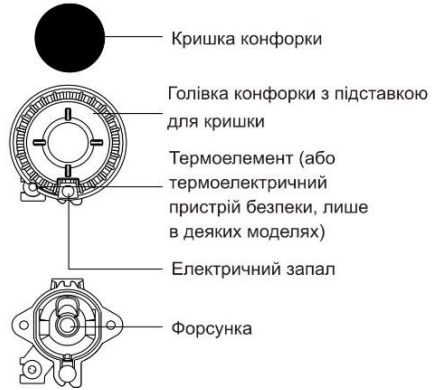 Кришка конфорки
Голівка конфорки з підставкою
для кришки
Термоелемент (або
термоелектричний
пристрій безпеки, лише
в деяких моделях)
Електричний запал
Форсунка